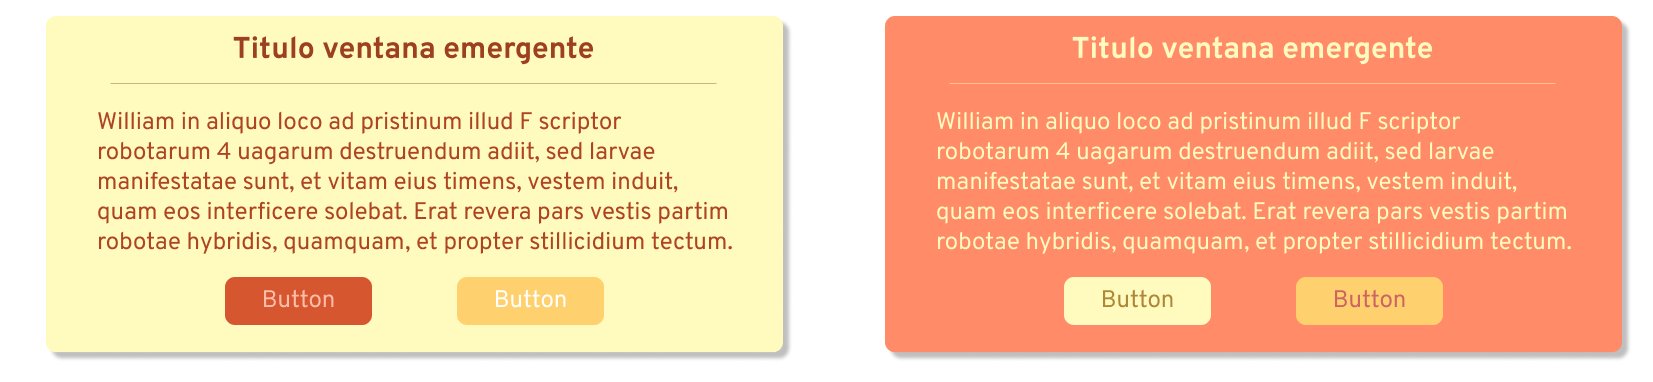 Titulo ventana emergente
William in aliquo loco ad pristinum illud F scriptor
robotarum 4 uagarum destruendum adiit, sed larvae
manifestatae sunt, et vitam eius timens, vestem induit,
quam eos interficere solebat. Erat revera pars vestis partim
robotae hybridis, quamquam, et propter stillicidium tectum.
Button
Button
Titulo ventana emergente
William in aliquo loco ad pristinum illud F scriptor
robotarum 4 uagarum destruendum adiit, sed larvae
manifestatae sunt, et vitam eius timens, vestem induit,
quam eos interficere solebat. Erat revera pars vestis partim
robotae hybridis, quamquam, et propter stillicidium tectum.
Button
Button